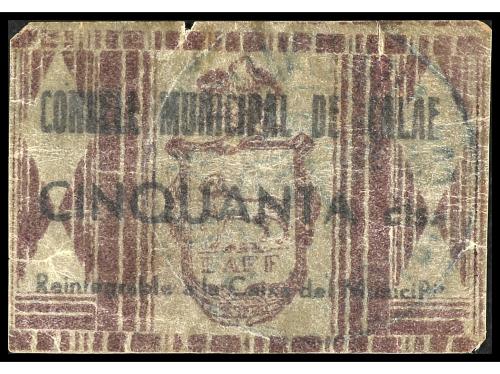 CONSELL MUNICIPAL DE CALAF
CINQUANTA cts.
CALAF
Reintegrable a la Caixa del Municipi